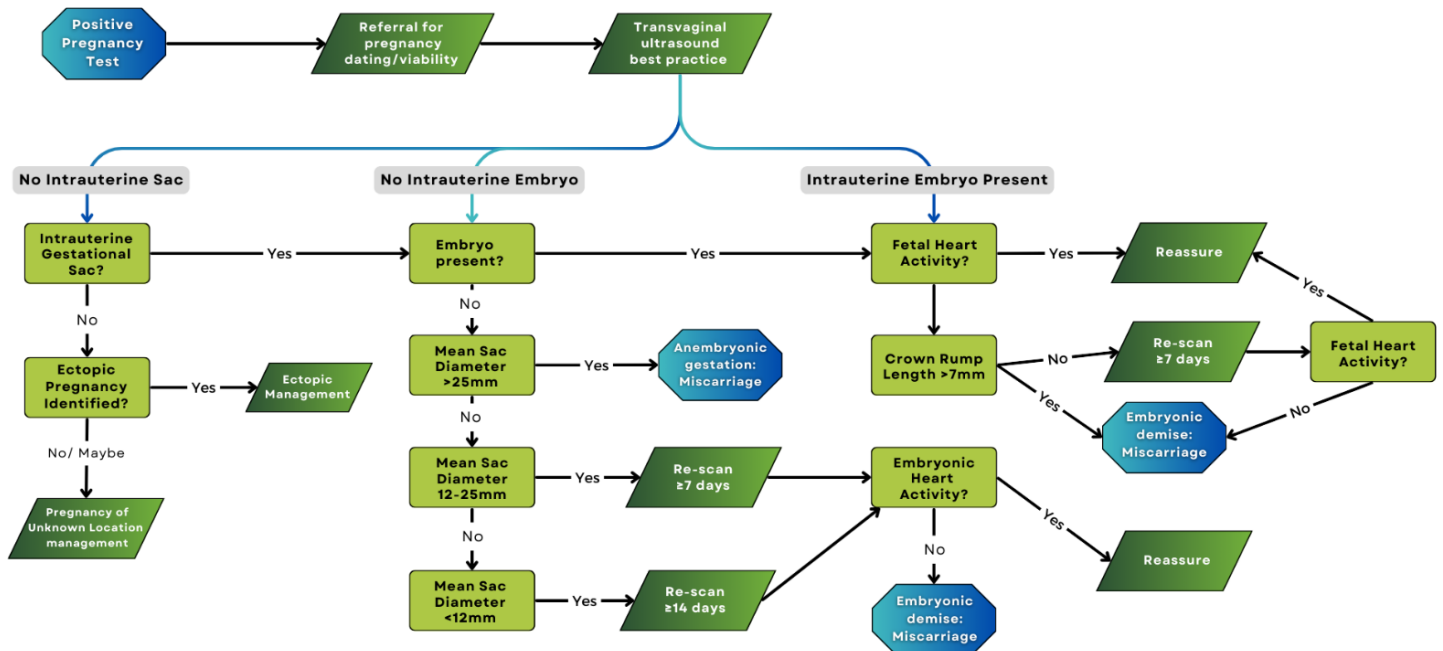 Positive
Pregnancy
Test
Referral for
pregnancy
dating/viability
Transvaginal
ultrasound
best practice
No Intrauterine Sac
No Intrauterine Embryo
Intrauterine Embryo Present
Intrauterine
Gestational
Sac?
Yes
Embryo
present?
Yes
Fetal Heart
Activity?
Yes
Reassure
Yes
No
No
Mean Sac
Diameter
>25mm
Yes
Anembryonic
gestation:
Miscarriage
Crown Rump
Length >7mm
No
Re-scan
≥7 days
Fetal Heart
Activity?
Yes
No
Embryonic
demise:
Miscarriage
Ectopic
Pregnancy
Identified?
Yes
Ectopic
Management
No/ Maybe
No
Mean Sac
Diameter
12-25mm
Yes
Re-scan
≥7 days
Embryonic
Heart
Activity?
Yes
Reassure
Pregnancy of
Unknown Location
management
No
No
Mean Sac
Diameter
<12mm
Yes
Re-scan
≥14 days
Embryonic
demise:
Miscarriage